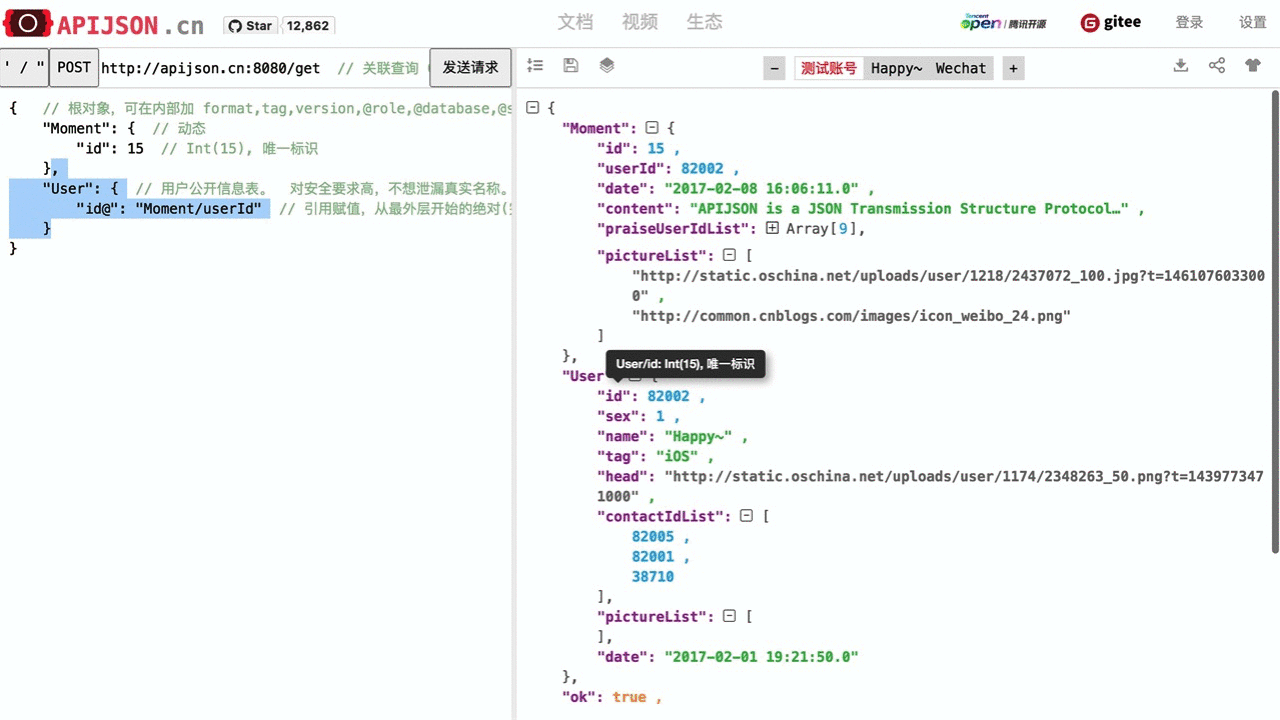 APIJSON.cn Star 12,862 文档 视频 生态 Tencent Open | 腾讯开源 gitee 登录 设置
' / " POST http://apijson.cn:8080/get // 关联查询 发送请求 - 测试账号 Happy~ Wechat +
{ // 根对象，可在内部加 format,tag,version,@role,@database,@s
"Moment": { // 动态
"id": 15 // Int(15), 唯一标识
},
"User": { // 用户公开信息表。 对安全要求高，不想泄漏真实名称。
"id@": "Moment/userId" // 引用赋值，从最外层开始的绝对(
}
}
{
"Moment": {
"id": 15 ,
"userId": 82002 ,
"date": "2017-02-08 16:06:11.0" ,
"content": "APIJSON is a JSON Transmission Structure Protocol…" ,
"praiseUserIdList": Array[9],
"pictureList": [
"http://static.oschina.net/uploads/user/1218/2437072_100.jpg?t=146107603300
0" ,
"http://common.cnblogs.com/images/icon_weibo_24.png"
]
},
User/id: Int(15), 唯一标识
"User {
"id": 82002 ,
"sex": 1 ,
"name": "Happy~" ,
"tag": "iOS" ,
"head": "http://static.oschina.net/uploads/user/1174/2348263_50.png?t=143977347
1000" ,
"contactIdList": [
82005 ,
82001 ,
38710
],
"pictureList": [
],
"date": "2017-02-01 19:21:50.0"
},
"ok": true ,